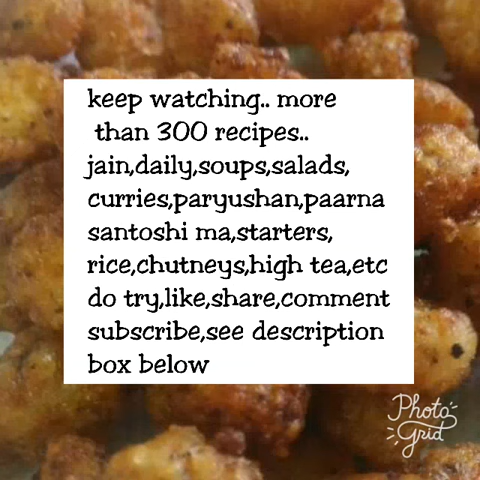 keep watching.. more
than 300 recipes..
jain,daily,soups,salads,
curries,paryushan,paarna
santoshi ma,starters,
rice,chutneys,high tea,etc
do try,like,share,comment
subscribe,see description
box below
Photo
Grid